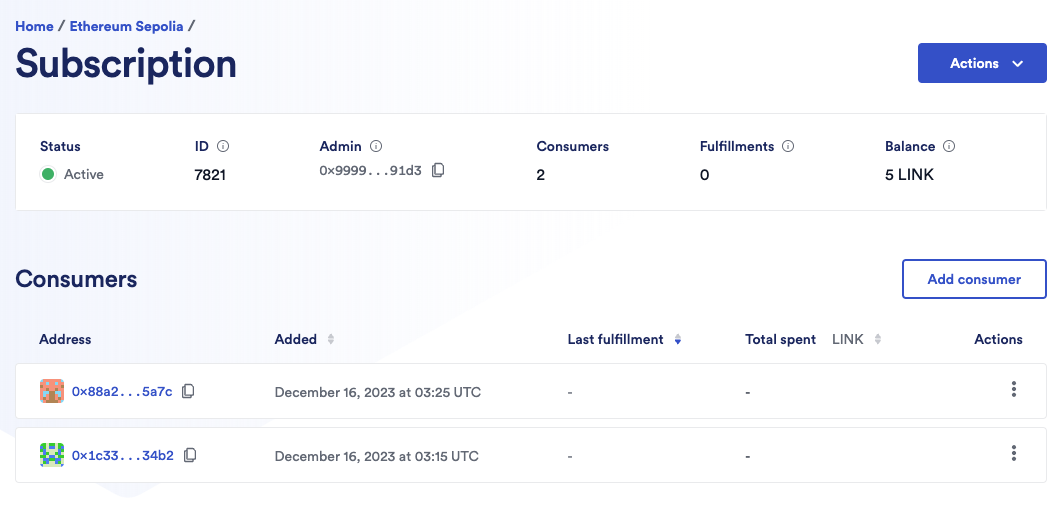 Home / Ethereum Sepolia /
Subscription
Actions
Status ID Admin Consumers Fulfillments Balance
Active 7821 0x9999...91d3 2 0 5 LINK
Consumers
Add consumer
Address Added Last fulfillment Total spent LINK Actions
0x88a2...5a7c December 16, 2023 at 03:25 UTC - -
0x1c33...34b2 December 16, 2023 at 03:15 UTC - -